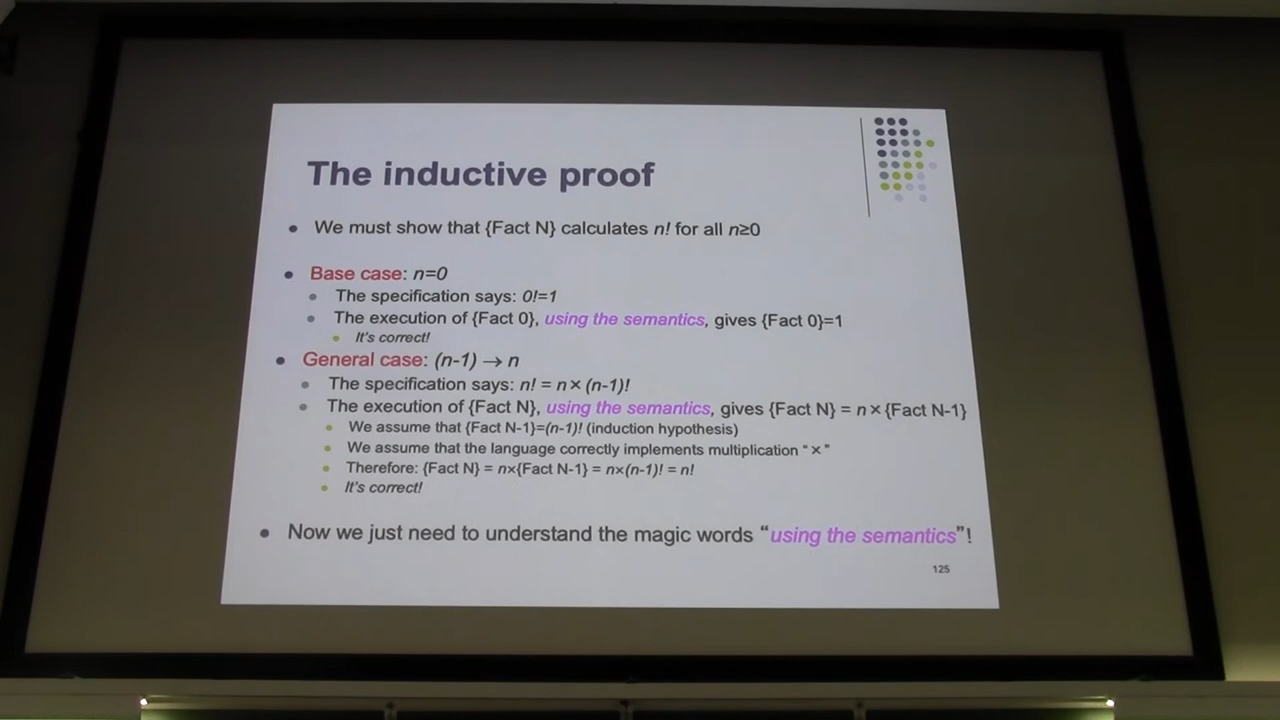 The inductive proof
• We must show that {Fact N} calculates n! for all n≥0
• Base case: n=0
• The specification says: 0!=1
• The execution of {Fact 0}, using the semantics, gives {Fact 0}=1
• It's correct!
• General case: (n-1) → n
• The specification says: n! = n × (n-1)!
• The execution of {Fact N}, using the semantics, gives {Fact N} = n × {Fact N-1}
• We assume that {Fact N-1}=(n-1)! (induction hypothesis)
• We assume that the language correctly implements multiplication “ × ”
• Therefore: {Fact N} = n×{Fact N-1} = n×(n-1)! = n!
• It's correct!
• Now we just need to understand the magic words “using the semantics”!
125